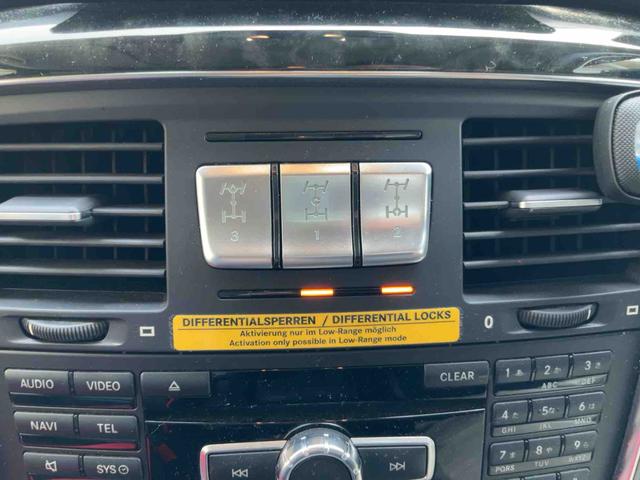 3 1 2
DIFFERENTIALSPERREN / DIFFERENTIAL LOCKS
Aktivierung nur im Low-Range möglich
Activation only possible in Low-Range mode
0
AUDIO VIDEO CLEAR 1 2 3
ABC DEF
NAVI TEL 4 5 6
GHI JKL MNO
SYS 7 8 9
PQRS TUV WXYZ